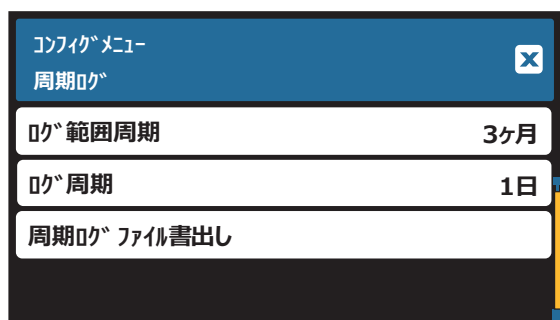 ｺﾝﾌｨｸﾞﾒﾆｭｰ
周期ﾛｸﾞ
ﾛｸﾞ範囲周期 3ヶ月
ﾛｸﾞ周期 1日
周期ﾛｸﾞﾌｧｲﾙ書出し